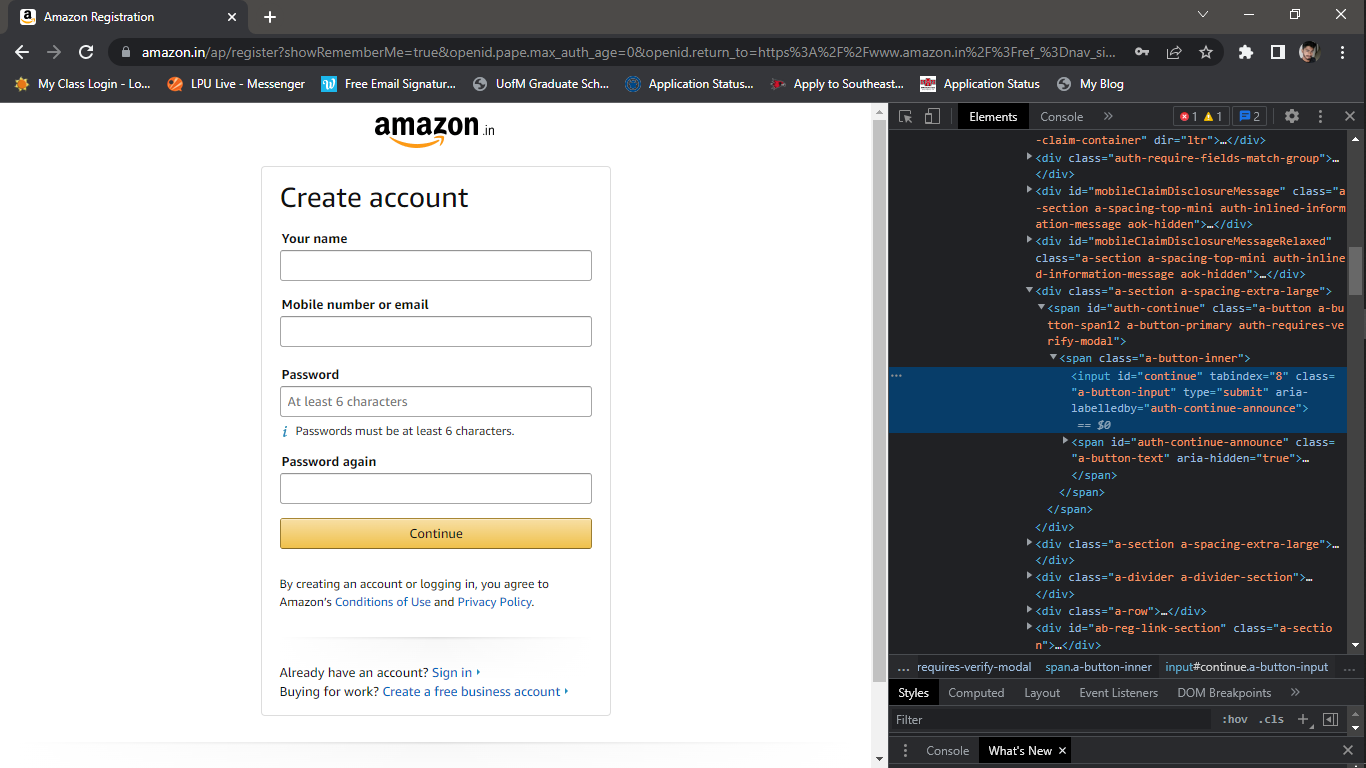 Amazon Registration
amazon.in/ap/register?showRememberMe=true&openid.pape.max_auth_age=0&openid.return_to=https%3A%2F%2Fwww.amazon.in%2F%3Fref_%3Dnav_si...
My Class Login - Lo...
LPU Live - Messenger
Free Email Signatur...
UofM Graduate Sch...
Application Status...
Apply to Southeast...
Application Status
My Blog
amazon.in
Create account
Your name
Mobile number or email
Password
At least 6 characters
i Passwords must be at least 6 characters.
Password again
Continue
By creating an account or logging in, you agree to
Amazon's Conditions of Use and Privacy Policy.
Already have an account? Sign in
Buying for work? Create a free business account
Elements Console » 1 1 2
-claim-container" dir="ltr">…</div>
<div class="auth-require-fields-match-group">…
</div>
<div id="mobileClaimDisclosureMessage" class="a
-section a-spacing-top-mini auth-inlined-inform
ation-message aok-hidden">…</div>
<div id="mobileClaimDisclosureMessageRelaxed"
class="a-section a-spacing-top-mini auth-inline
d-information-message aok-hidden">…</div>
<div class="a-section a-spacing-extra-large">
<span id="auth-continue" class="a-button a-bu
tton-span12 a-button-primary auth-requires-ve
rify-modal">
<span class="a-button-inner">
<input id="continue" tabindex="8" class=
"a-button-input" type="submit" aria-
labelledby="auth-continue-announce">
== $0
<span id="auth-continue-announce" class=
"a-button-text" aria-hidden="true">…
</span>
</span>
</span>
</div>
<div class="a-section a-spacing-extra-large">…
</div>
<div class="a-divider a-divider-section">…
</div>
<div class="a-row">…</div>
<div id="ab-reg-link-section" class="a-sectio
n">…</div>
... requires-verify-modal span.a-button-inner input#continue.a-button-input ...
Styles Computed Layout Event Listeners DOM Breakpoints »
Filter :hov .cls +
Console What's New ×